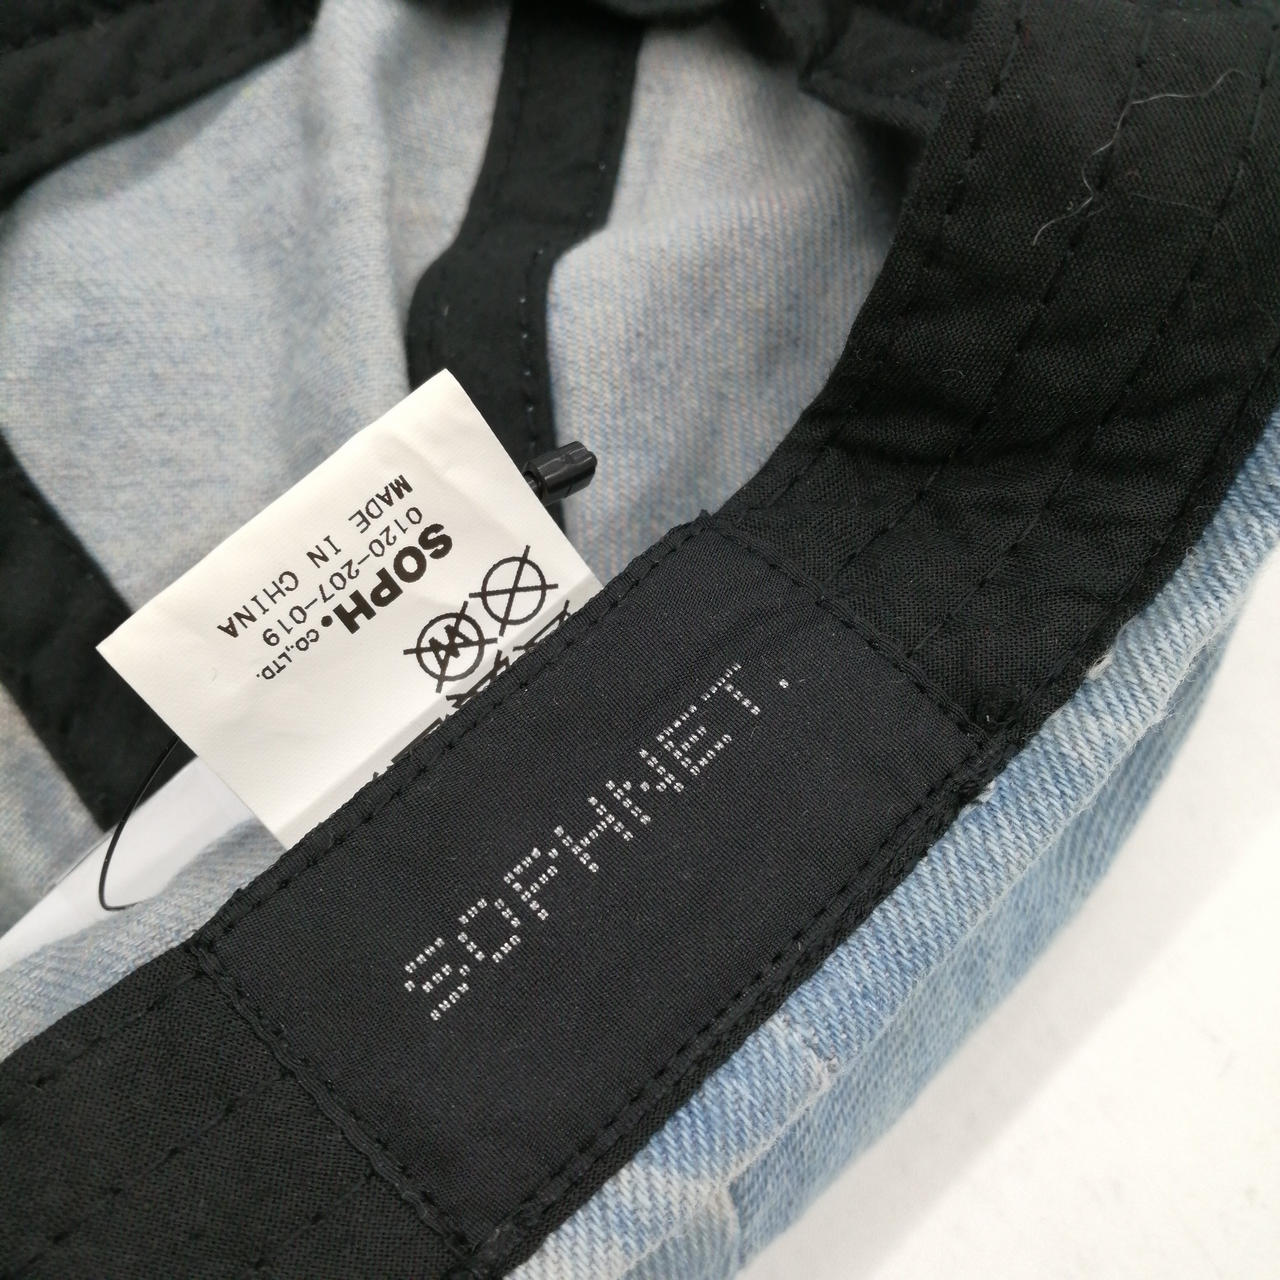 SOPHNET.
SOPH.CO.,LTD.
0120-207-019
MADE IN CHINA